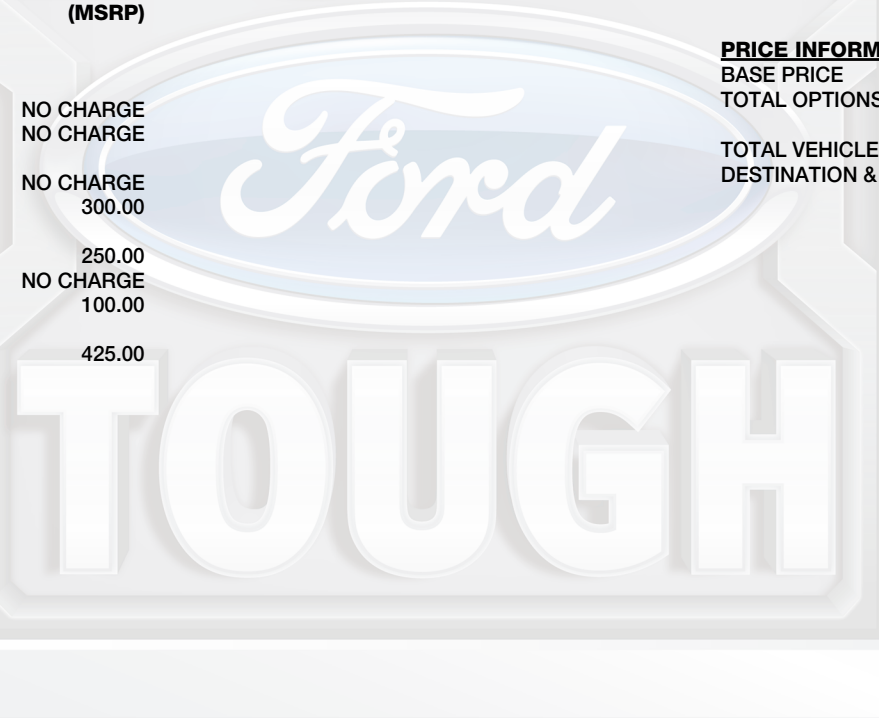 (MSRP)
NO CHARGE
NO CHARGE
NO CHARGE
300.00
250.00
NO CHARGE
100.00
425.00
PRICE INFORM
BASE PRICE
TOTAL OPTIONS
TOTAL VEHICLE
DESTINATION &
Ford
TOUGH